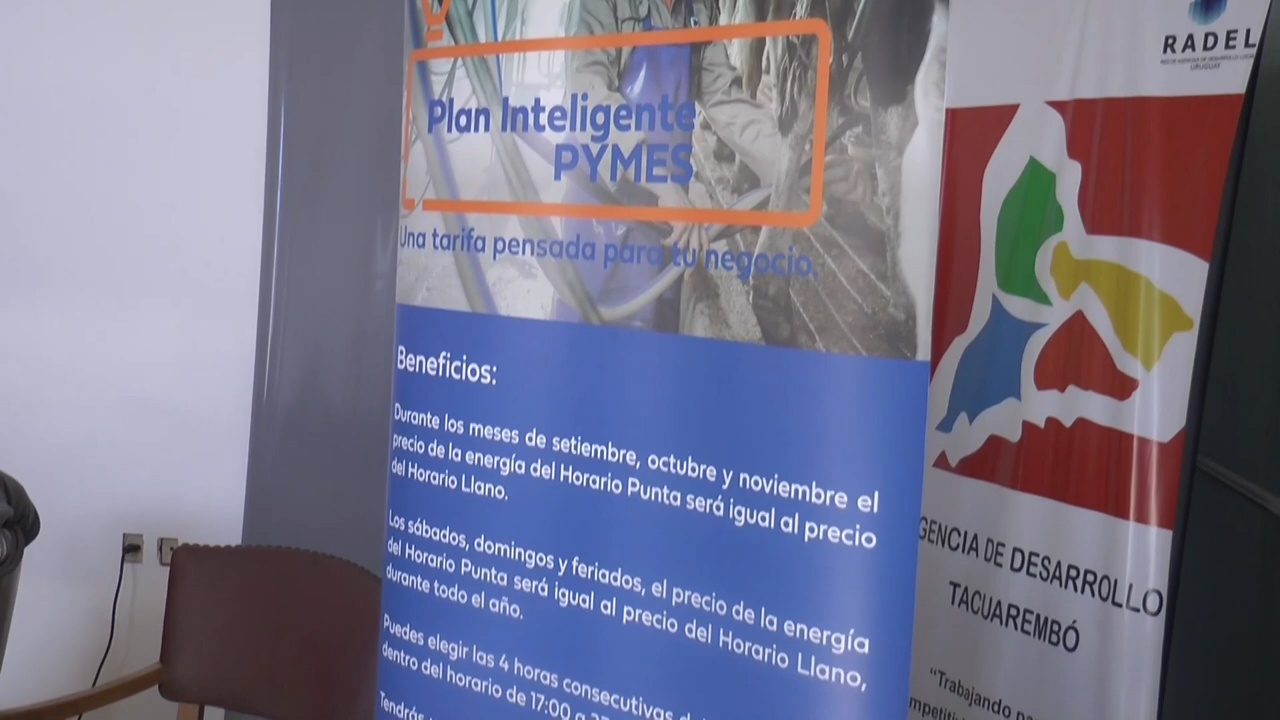 Plan Inteligente
PYMES
Una tarifa pensada para tu negocio.
Beneficios:
Durante los meses de setiembre, octubre y noviembre el
precio de la energía del Horario Punta será igual al precio
del Horario Llano.
Los sábados, domingos y feriados, el precio de la energía
del Horario Punta será igual al precio del Horario Llano,
durante todo el año.
Puedes elegir las 4 horas consecutivas
dentro del horario de 17:00 a
Tendrás
RADEL
URUGUAY
GENCIA DE DESARROLLO
TACUAREMBÓ
“Trabajando